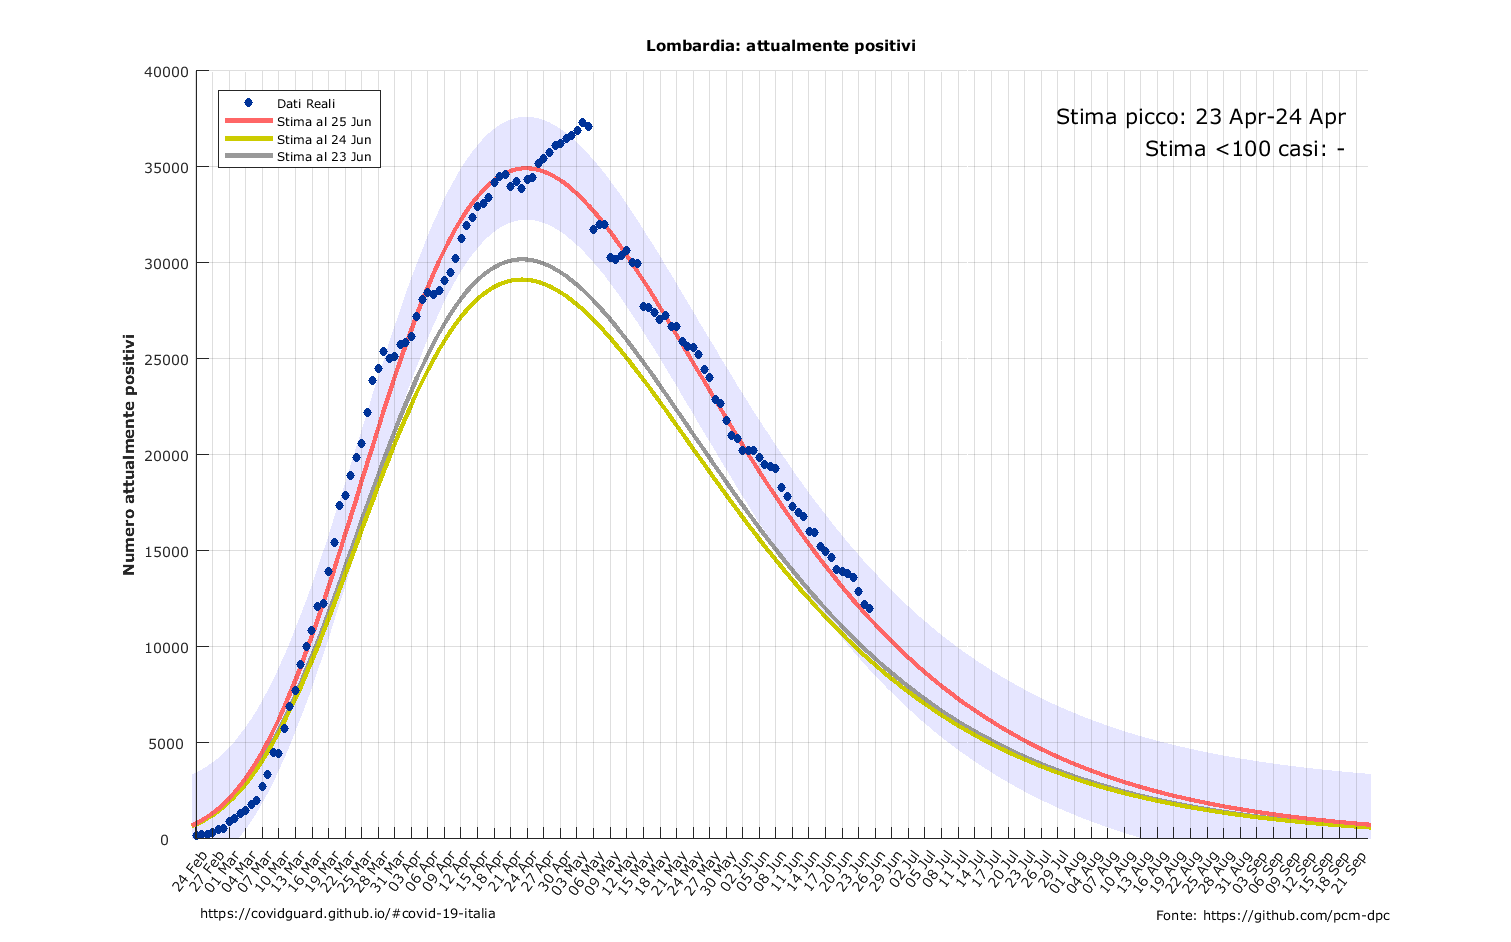 Lombardia: attualmente positivi
40000
35000
30000
25000
20000
15000
10000
5000
0
Numero attualmente positivi
Dati Reali
Stima al 25 Jun
Stima al 24 Jun
Stima al 23 Jun
Stima picco: 23 Apr-24 Apr
Stima <100 casi: -
24 Feb
27 Feb
01 Mar
04 Mar
07 Mar
10 Mar
13 Mar
16 Mar
19 Mar
22 Mar
25 Mar
28 Mar
31 Mar
03 Apr
06 Apr
09 Apr
12 Apr
15 Apr
18 Apr
21 Apr
24 Apr
27 Apr
30 Apr
03 May
06 May
09 May
12 May
15 May
18 May
21 May
24 May
27 May
30 May
02 Jun
05 Jun
08 Jun
11 Jun
14 Jun
17 Jun
20 Jun
23 Jun
26 Jun
29 Jun
02 Jul
05 Jul
08 Jul
11 Jul
14 Jul
17 Jul
20 Jul
23 Jul
26 Jul
29 Jul
01 Aug
04 Aug
07 Aug
10 Aug
13 Aug
16 Aug
19 Aug
22 Aug
25 Aug
28 Aug
31 Aug
03 Sep
06 Sep
09 Sep
12 Sep
15 Sep
18 Sep
21 Sep
https://covidguard.github.io/#covid-19-italia
Fonte: https://github.com/pcm-dpc